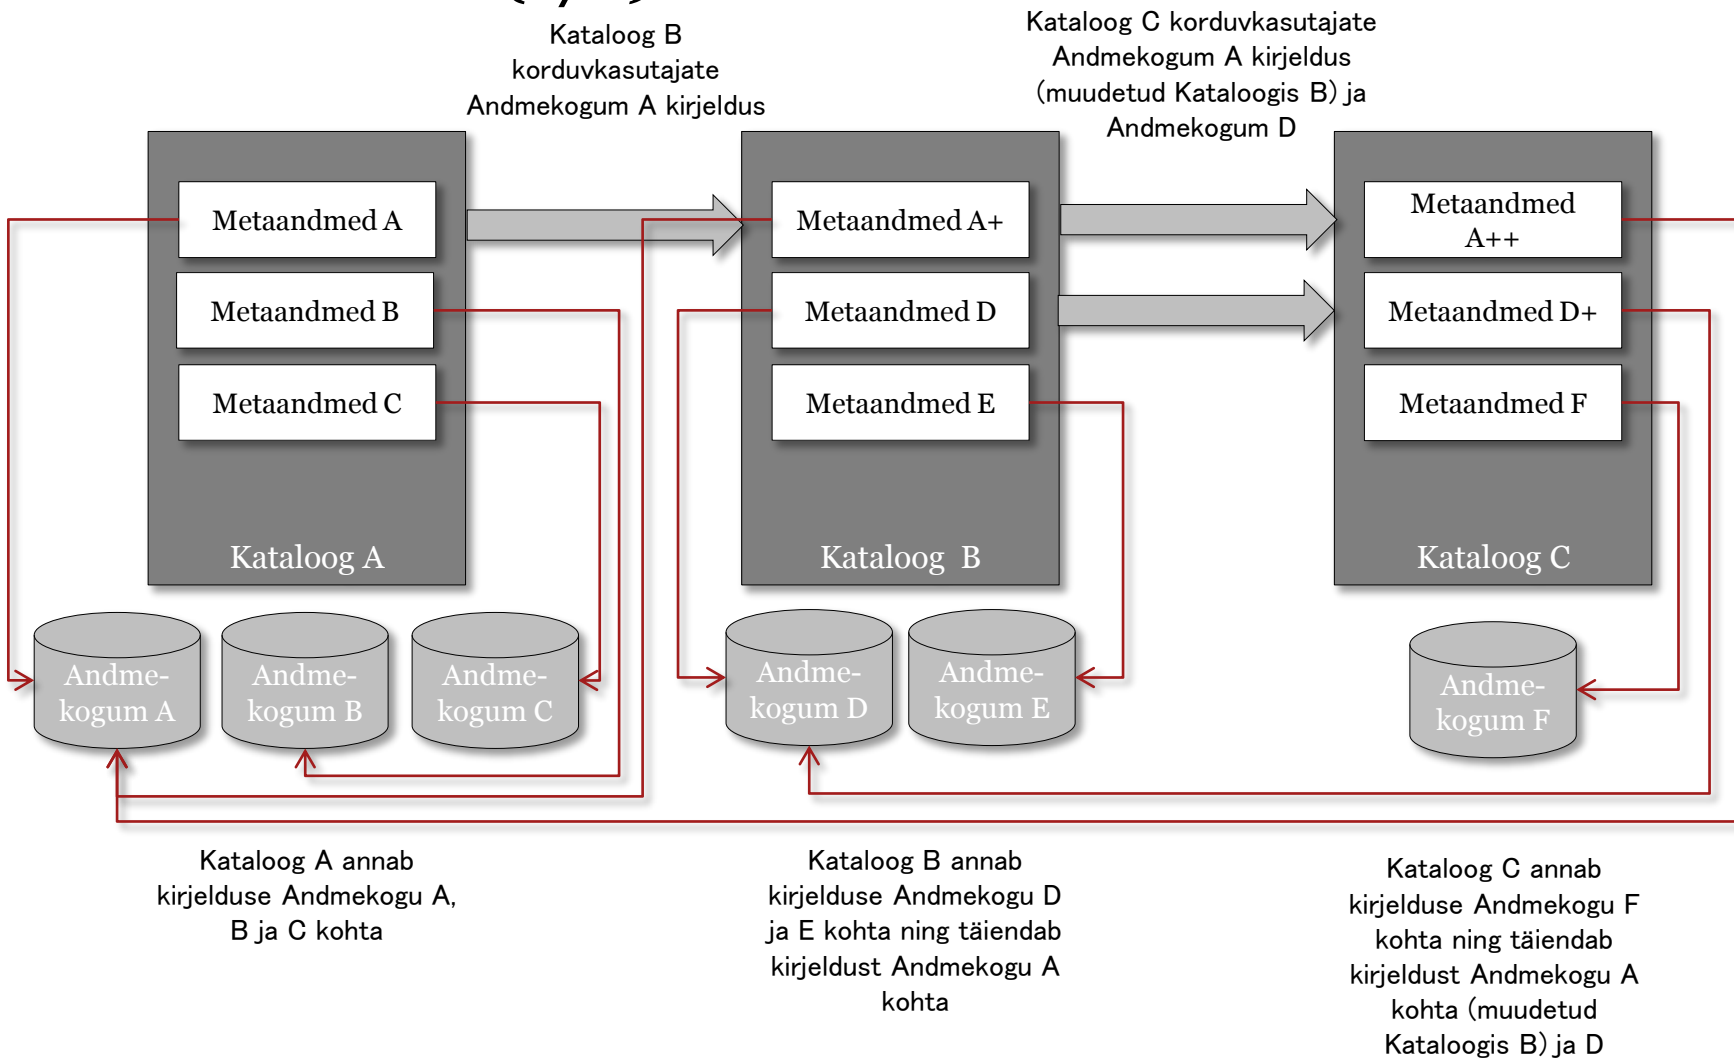 Kataloog B
korduvkasutajate
Andmekogum A kirjeldus
Kataloog C korduvkasutajate
Andmekogum A kirjeldus
(muudetud Kataloogis B) ja
Andmekogum D
Metaandmed A
Metaandmed B
Metaandmed C
Kataloog A
Metaandmed A+
Metaandmed D
Metaandmed E
Kataloog B
Metaandmed
A++
Metaandmed D+
Metaandmed F
Kataloog C
Andme-
kogum A
Andme-
kogum B
Andme-
kogum C
Andme-
kogum D
Andme-
kogum E
Andme-
kogum F
Kataloog A annab
kirjelduse Andmekogu A,
B ja C kohta
Kataloog B annab
kirjelduse Andmekogu D
ja E kohta ning täiendab
kirjeldust Andmekogu A
kohta
Kataloog C annab
kirjelduse Andmekogu F
kohta ning täiendab
kirjeldust Andmekogu A
kohta (muudetud
Kataloogis B) ja D